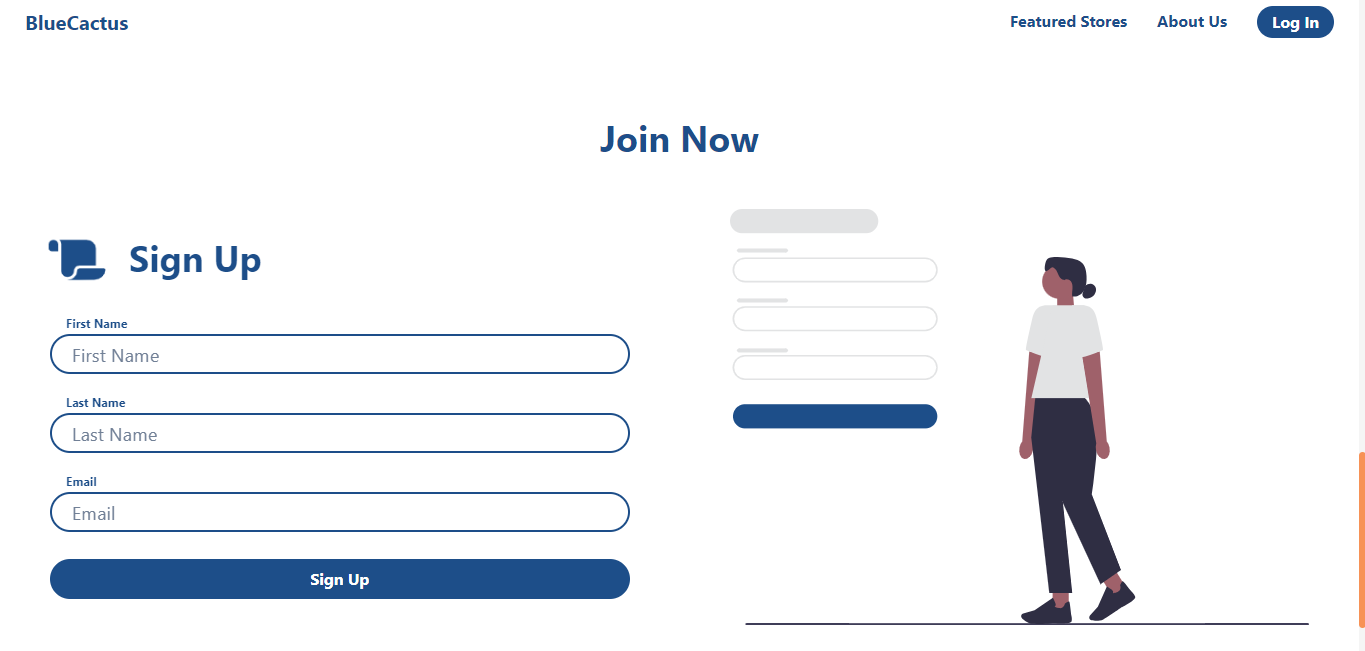 BlueCactus
Featured Stores
About Us
Log In
Join Now
Sign Up
First Name
First Name
Last Name
Last Name
Email
Email
Sign Up